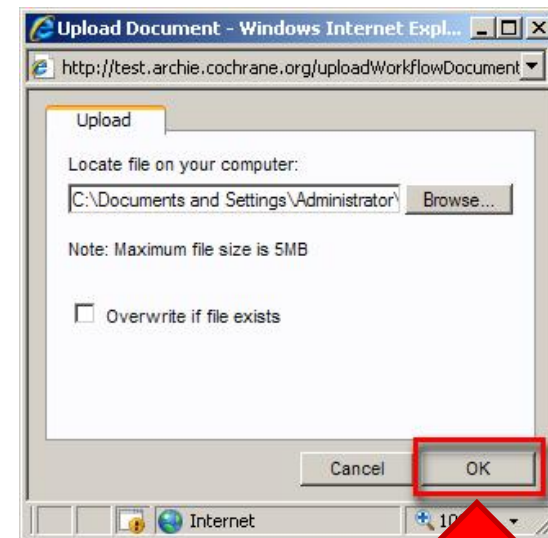 Upload Document - Windows Internet Expl...
http://test.archie.cochrane.org/uploadWorkflowDocument
Upload
Locate file on your computer:
C:\Documents and Settings\Administrator\ Browse...
Note: Maximum file size is 5MB
Overwrite if file exists
Cancel OK
Internet